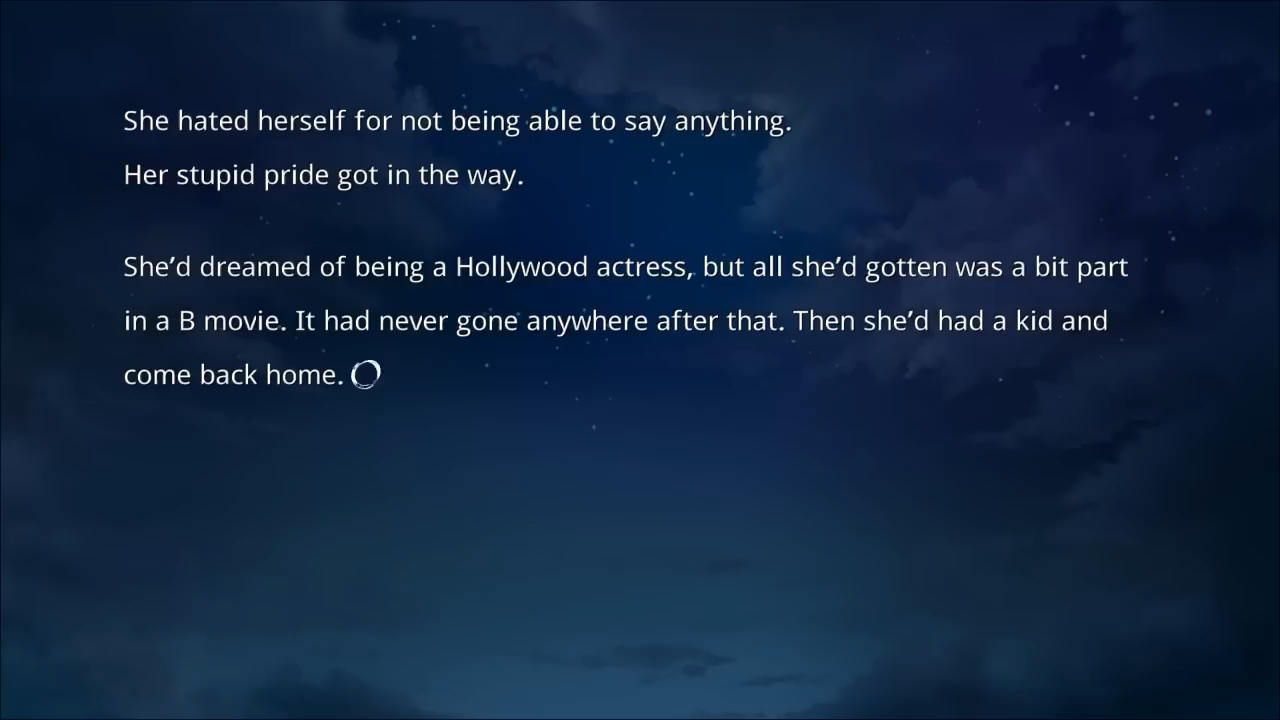 She hated herself for not being able to say anything.
Her stupid pride got in the way.
She’d dreamed of being a Hollywood actress, but all she’d gotten was a bit part
in a B movie. It had never gone anywhere after that. Then she’d had a kid and
come back home.